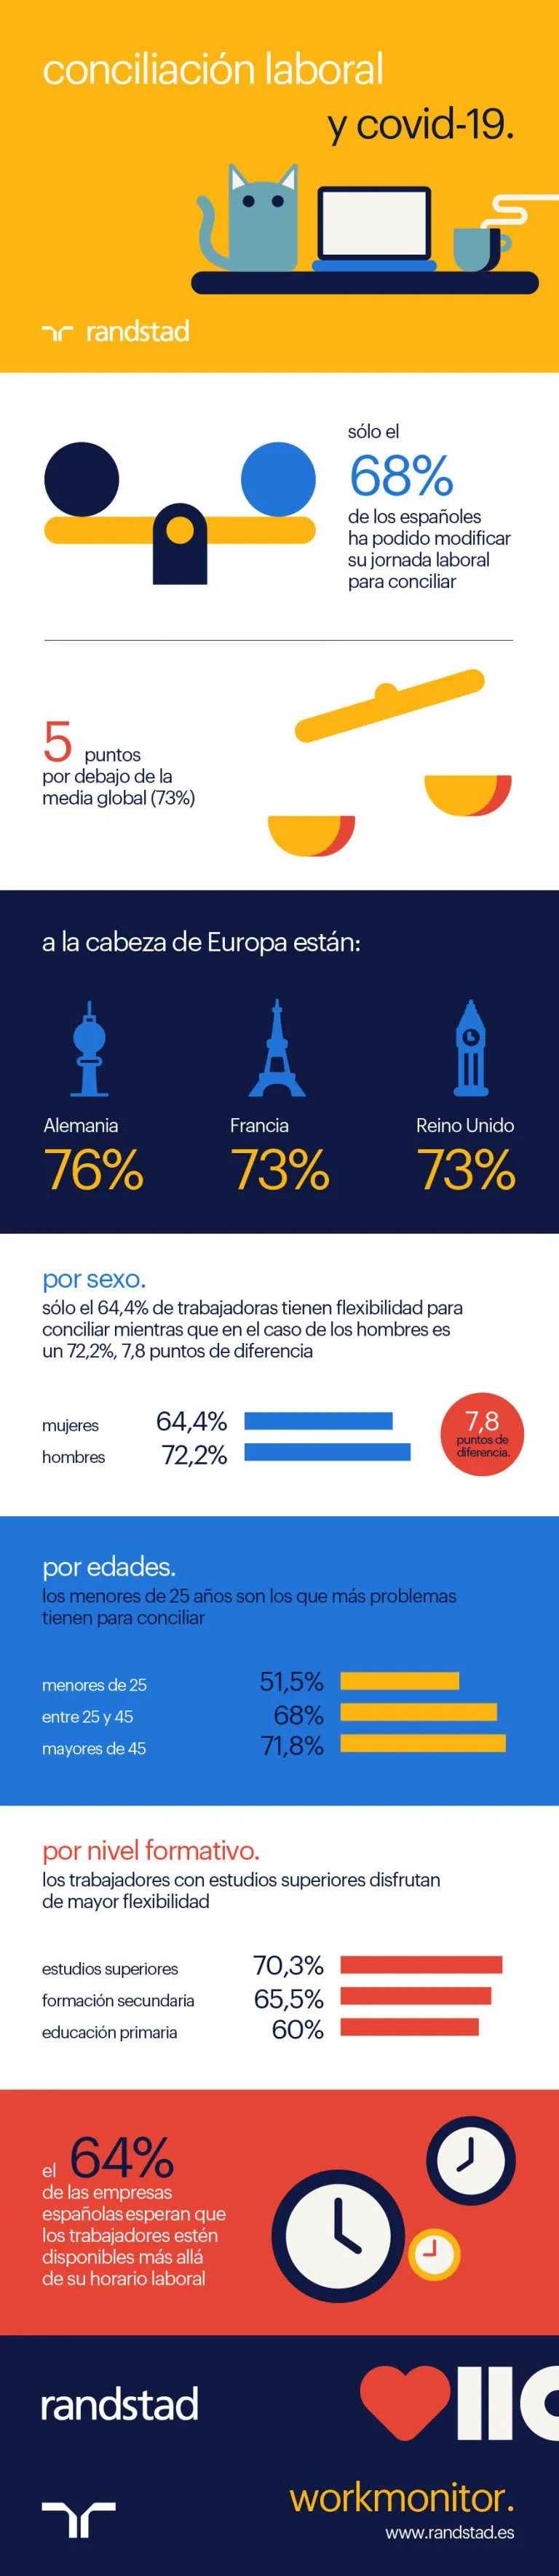 conciliación laboral
y covid-19.
randstad
sólo el
68%
de los españoles
ha podido modificar
su jornada laboral
para conciliar
5 puntos
por debajo de la
media global (73%)
a la cabeza de Europa están:
Alemania
76%
Francia
73%
Reino Unido
73%
por sexo.
sólo el 64,4% de trabajadoras tienen flexibilidad para
conciliar mientras que en el caso de los hombres es
un 72,2%, 7,8 puntos de diferencia
mujeres 64,4%
hombres 72,2%
7,8
puntos de
diferencia.
por edades.
los menores de 25 años son los que más problemas
tienen para conciliar
menores de 25 51,5%
entre 25 y 45 68%
mayores de 45 71,8%
por nivel formativo.
los trabajadores con estudios superiores disfrutan
de mayor flexibilidad
estudios superiores 70,3%
formación secundaria 65,5%
educación primaria 60%
el 64%
de las empresas
españolas esperan que
los trabajadores estén
disponibles más allá
de su horario laboral
randstad
workmonitor.
www.randstad.es